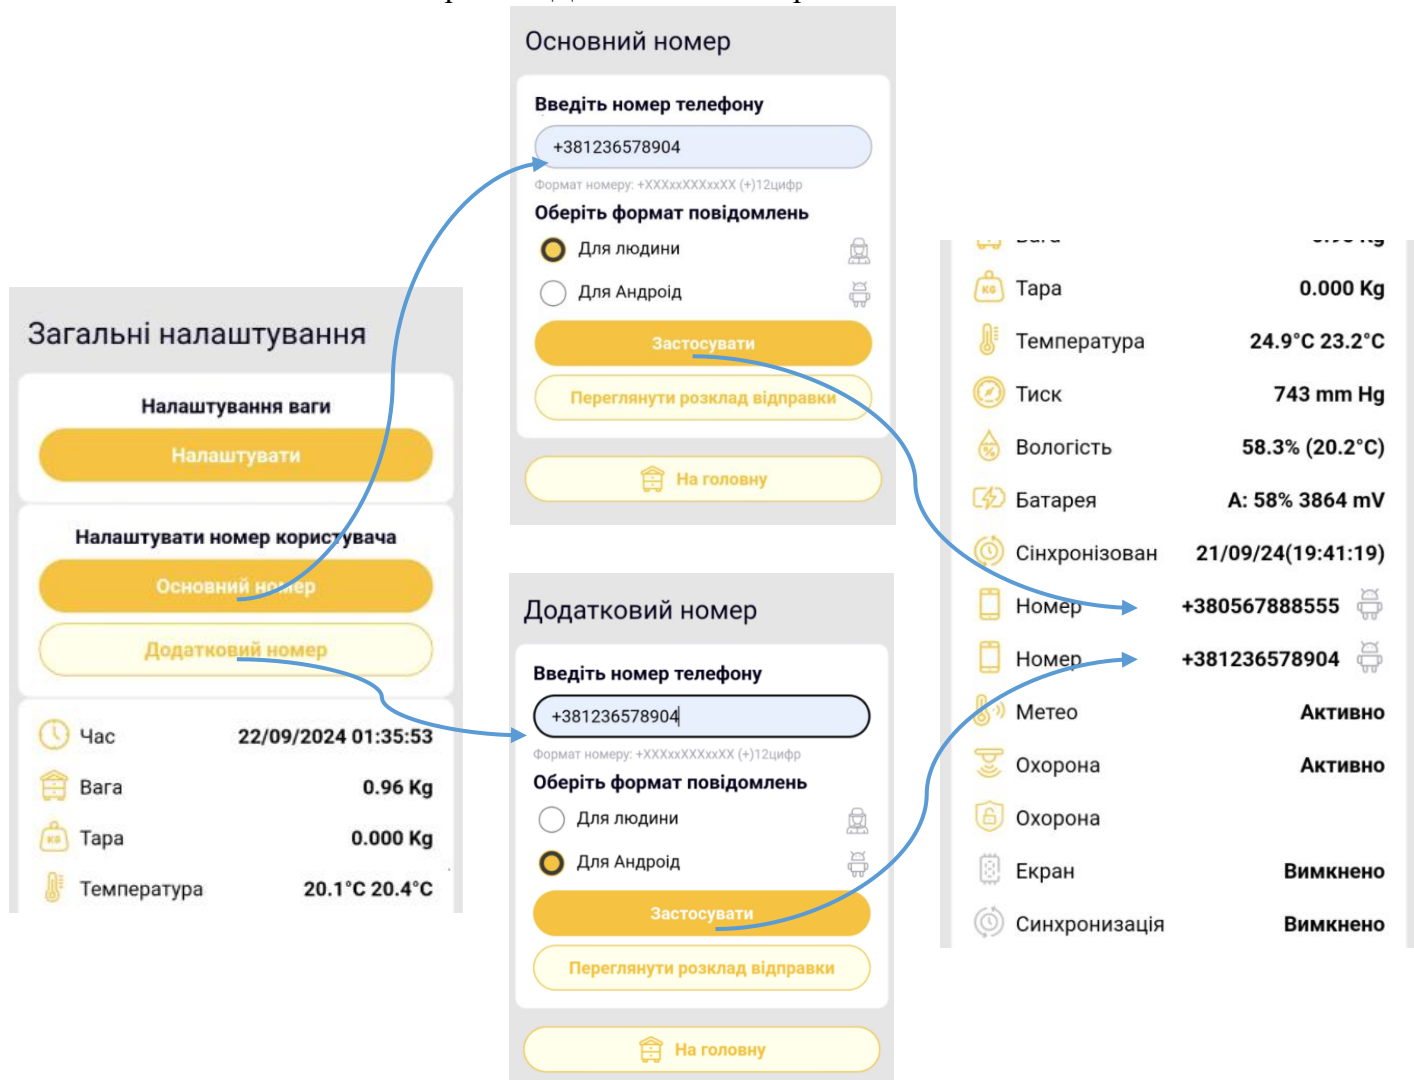 Основний номер
Введіть номер телефону
+381236578904
Формат номеру: +XXXxxXXXxxXX (+)12цифр
Оберіть формат повідомлень
Для людини
Для Андроід
Застосувати
Переглянути розклад відправки
На головну
Загальні налаштування
Налаштування ваги
Налаштувати
Налаштувати номер користувача
Основний номер
Додатковий номер
Час 22/09/2024 01:35:53
Вага 0.96 Kg
Тара 0.000 Kg
Температура 20.1°C 20.4°C
Додатковий номер
Введіть номер телефону
+381236578904
Формат номеру: +XXXxxXXXxxXX (+)12цифр
Оберіть формат повідомлень
Для людини
Для Андроід
Застосувати
Переглянути розклад відправки
На головну
Тара 0.000 Kg
Температура 24.9°C 23.2°C
Тиск 743 mm Hg
Вологість 58.3% (20.2°C)
Батарея A: 58% 3864 mV
Сінхронізован 21/09/24(19:41:19)
Номер +380567888555
Номер +381236578904
Метео Активно
Охорона Активно
Охорона
Екран Вимкнено
Синхронизація Вимкнено